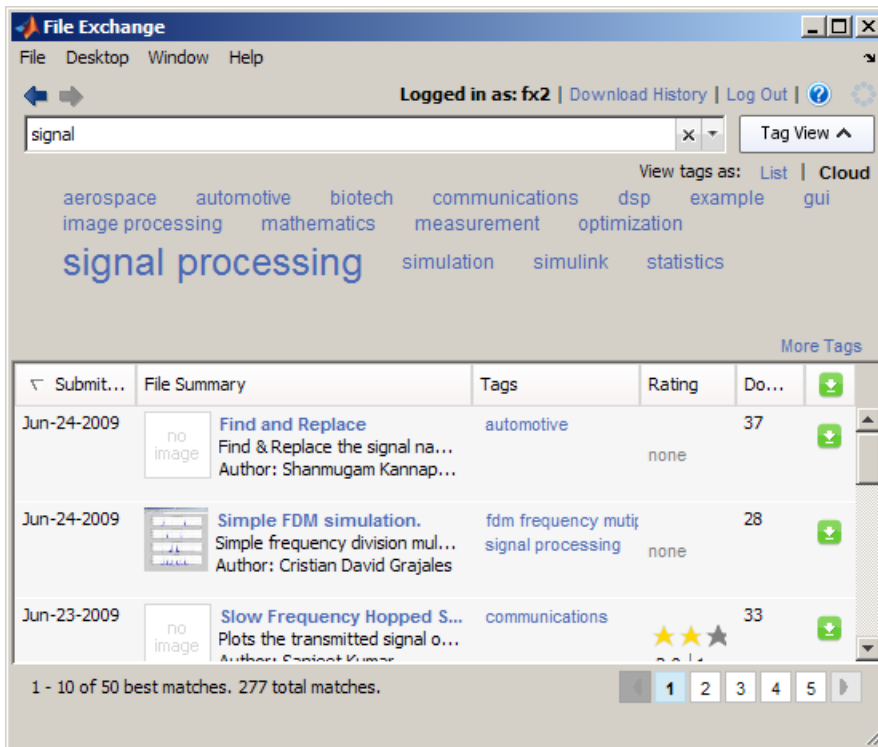 File Exchange
File Desktop Window Help
Logged in as: fx2 | Download History | Log Out | ?
signal
Tag View
View tags as: List | Cloud
aerospace automotive biotech communications dsp example gui
image processing mathematics measurement optimization
signal processing simulation simulink statistics
More Tags
Submit... File Summary Tags Rating Do...
Jun-24-2009 no image Find and Replace automotive none 37
Find & Replace the signal na...
Author: Shanmugam Kannap...
Jun-24-2009 Simple FDM simulation. fdm frequency mutip 28
Simple frequency division mul... signal processing none
Author: Cristian David Grajales
Jun-23-2009 no image Slow Frequency Hopped S... communications 33
Plots the transmitted signal o...
Author: Sanjeet Kumar
1 - 10 of 50 best matches. 277 total matches. 1 2 3 4 5